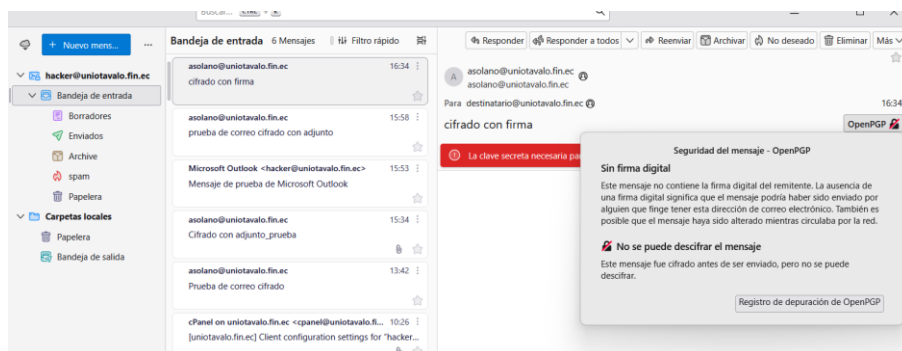 Buscar... CTRL + K
+ Nuevo mens... ...
hacker@uniotavalo.fin.ec
Bandeja de entrada
Borradores
Enviados
Archive
spam
Papelera
Carpetas locales
Papelera
Bandeja de salida
Bandeja de entrada 6 Mensajes Filtro rápido
asolano@uniotavalo.fin.ec 16:34
cifrado con firma
asolano@uniotavalo.fin.ec 15:58
prueba de correo cifrado con adjunto
Microsoft Outlook <hacker@uniotavalo.fin.ec> 15:53
Mensaje de prueba de Microsoft Outlook
asolano@uniotavalo.fin.ec 15:34
Cifrado con adjunto_prueba
asolano@uniotavalo.fin.ec 13:42
Prueba de correo cifrado
cPanel on uniotavalo.fin.ec <cpanel@uniotavalo.fi... 10:26
[uniotavalo.fin.ec] Client configuration settings for "hacker...
Responder Responder a todos Reenviar Archivar No deseado Eliminar Más
A
asolano@uniotavalo.fin.ec
asolano@uniotavalo.fin.ec
Para destinatario@uniotavalo.fin.ec 16:34
cifrado con firma OpenPGP
La clave secreta necesaria par
Seguridad del mensaje - OpenPGP
Sin firma digital
Este mensaje no contiene la firma digital del remitente. La ausencia de
una firma digital significa que el mensaje podría haber sido enviado por
alguien que finge tener esta dirección de correo electrónico. También es
posible que el mensaje haya sido alterado mientras circulaba por la red.
No se puede descifrar el mensaje
Este mensaje fue cifrado antes de ser enviado, pero no se puede
descifrar.
Registro de depuración de OpenPGP